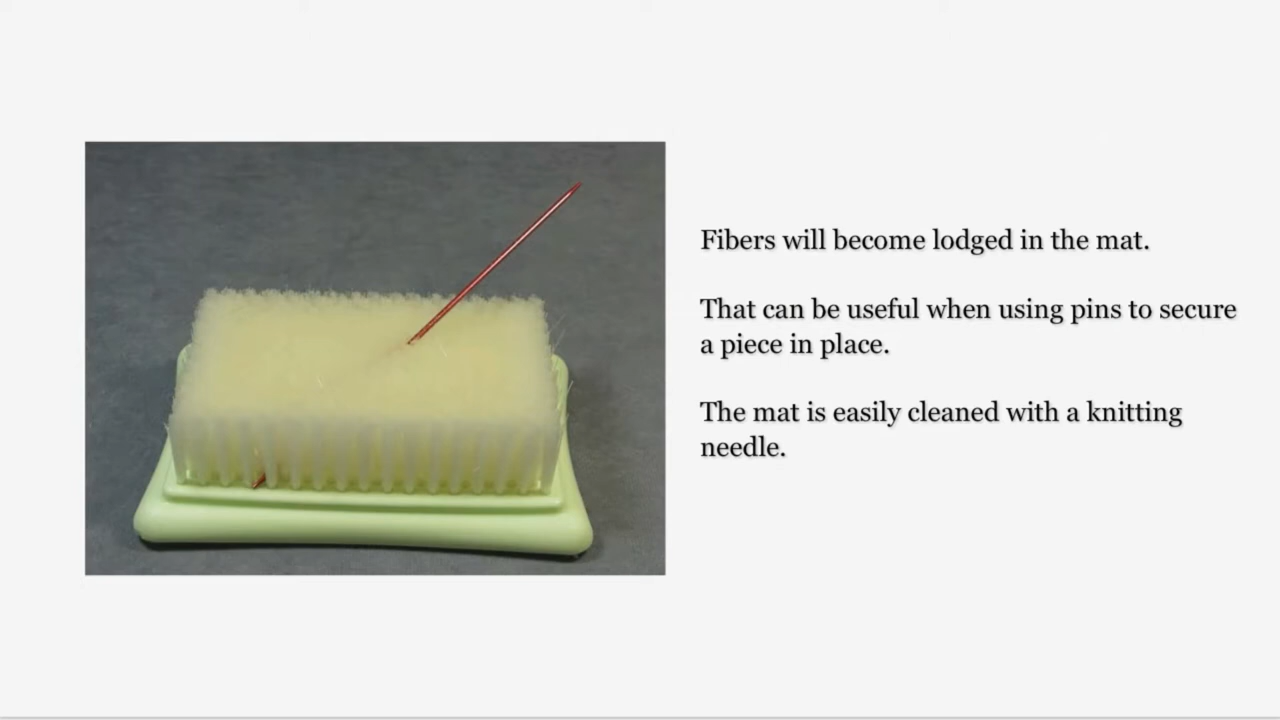 Fibers will become lodged in the mat.
That can be useful when using pins to secure
a piece in place.
The mat is easily cleaned with a knitting
needle.